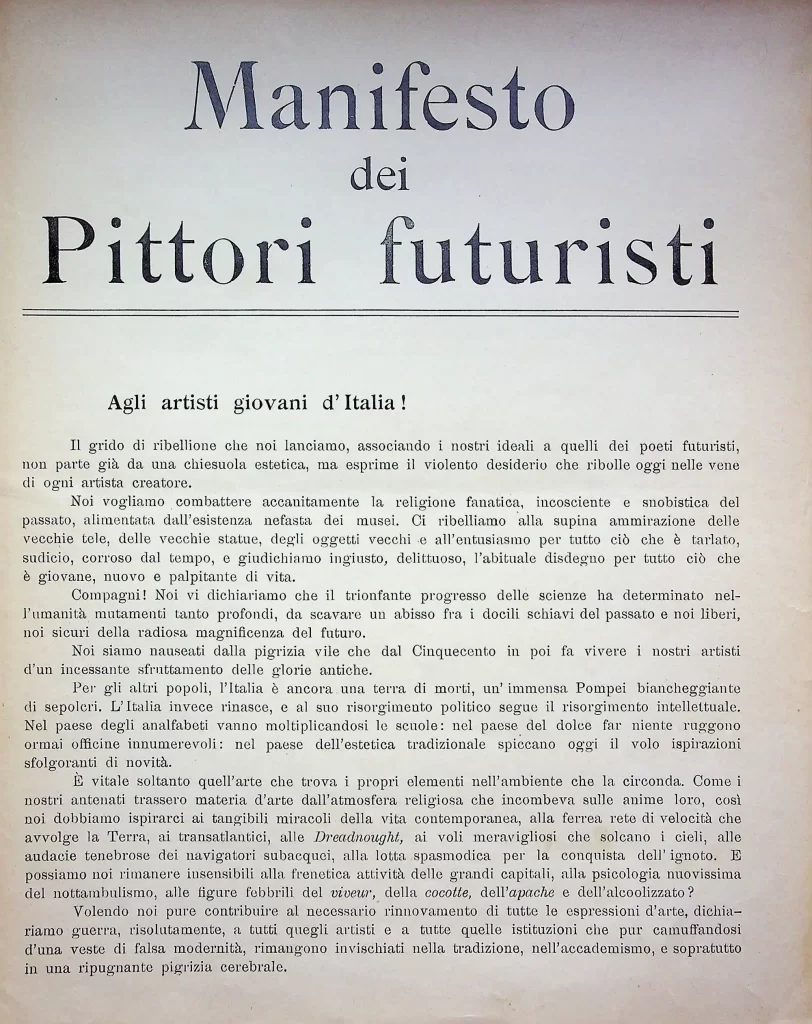 Manifesto
dei
Pittori futuristi
Agli artisti giovani d'Italia!
Il grido di ribellione che noi lanciamo, associando i nostri ideali a quelli dei poeti futuristi,
non parte già da una chiesuola estetica, ma esprime il violento desiderio che ribolle oggi nelle vene
di ogni artista creatore.
Noi vogliamo combattere accanitamente la religione fanatica, incosciente e snobistica del
passato, alimentata dall'esistenza nefasta dei musei. Ci ribelliamo alla supina ammirazione delle
vecchie tele, delle vecchie statue, degli oggetti vecchi e all'entusiasmo per tutto ciò che è tarlato,
sudicio, corroso dal tempo, e giudichiamo ingiusto, delittuoso, l'abituale disdegno per tutto ciò che
è giovane, nuovo e palpitante di vita.
Compagni! Noi vi dichiariamo che il trionfante progresso delle scienze ha determinato nel-
l'umanità mutamenti tanto profondi, da scavare un abisso fra i docili schiavi del passato e noi liberi,
noi sicuri della radiosa magnificenza del futuro.
Noi siamo nauseati dalla pigrizia vile che dal Cinquecento in poi fa vivere i nostri artisti
d'un incessante sfruttamento delle glorie antiche.
Per gli altri popoli, l'Italia è ancora una terra di morti, un' immensa Pompei biancheggiante
di sepolcri. L'Italia invece rinasce, e al suo risorgimento politico segue il risorgimento intellettuale.
Nel paese degli analfabeti vanno moltiplicandosi le scuole: nel paese del dolce far niente ruggono
ormai officine innumerevoli: nel paese dell'estetica tradizionale spiccano oggi il volo ispirazioni
sfolgoranti di novità.
È vitale soltanto quell'arte che trova i propri elementi nell'ambiente che la circonda. Come i
nostri antenati trassero materia d'arte dall'atmosfera religiosa che incombeva sulle anime loro, così
noi dobbiamo ispirarci ai tangibili miracoli della vita contemporanea, alla ferrea rete di velocità che
avvolge la Terra, ai transatlantici, alle Dreadnought, ai voli meravigliosi che solcano i cieli, alle
audacie tenebrose dei navigatori subacquei, alla lotta spasmodica per la conquista dell' ignoto. E
possiamo noi rimanere insensibili alla frenetica attività delle grandi capitali, alla psicologia nuovissima
del nottambulismo, alle figure febbrili del viveur, della cocotte, dell'apache e dell'alcoolizzato?
Volendo noi pure contribuire al necessario rinnovamento di tutte le espressioni d'arte, dichia-
riamo guerra, risolutamente, a tutti quegli artisti e a tutte quelle istituzioni che pur camuffandosi
d'una veste di falsa modernità, rimangono invischiati nella tradizione, nell'accademismo, e sopratutto
in una ripugnante pigrizia cerebrale.